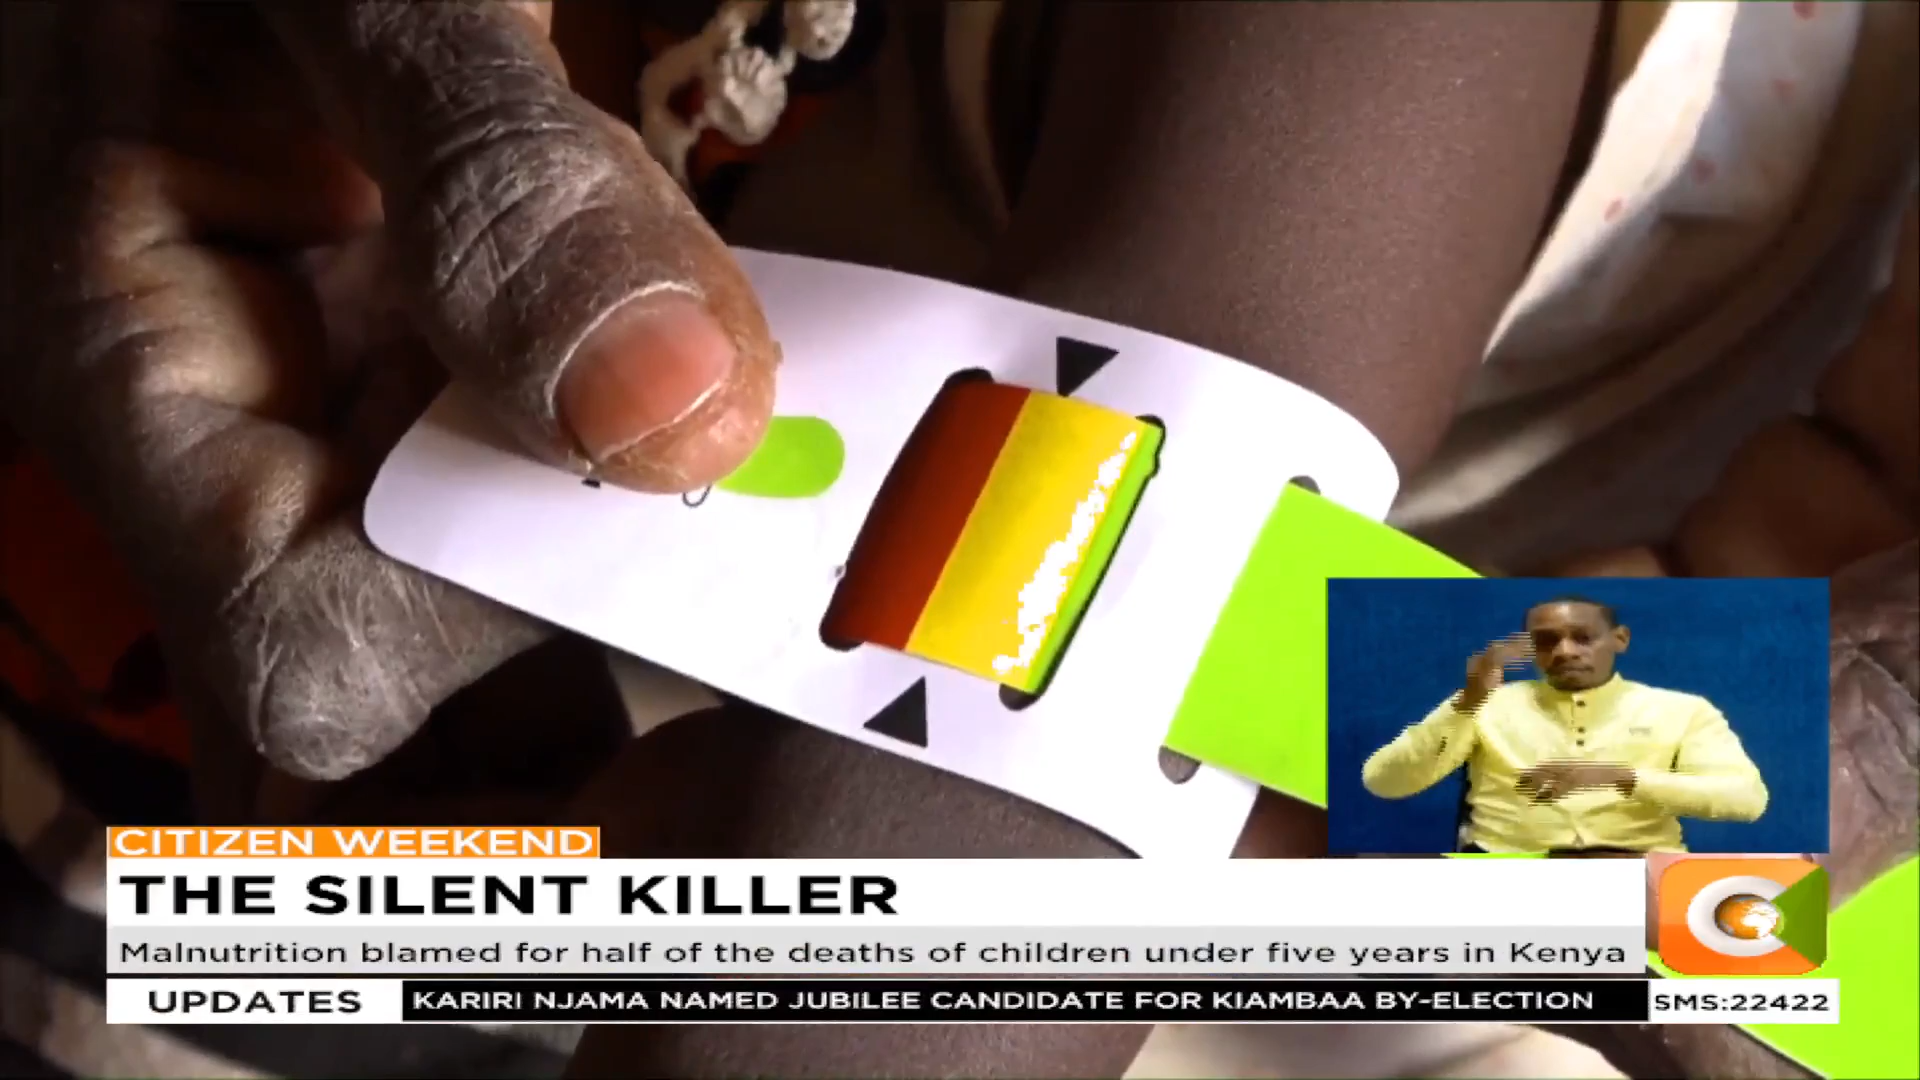 CITIZEN WEEKEND
THE SILENT KILLER
Malnutrition blamed for half of the deaths of children under five years in Kenya
UPDATES
KARIRI NJAMA NAMED JUBILEE CANDIDATE FOR KIAMBAA BY-ELECTION
SMS:22422